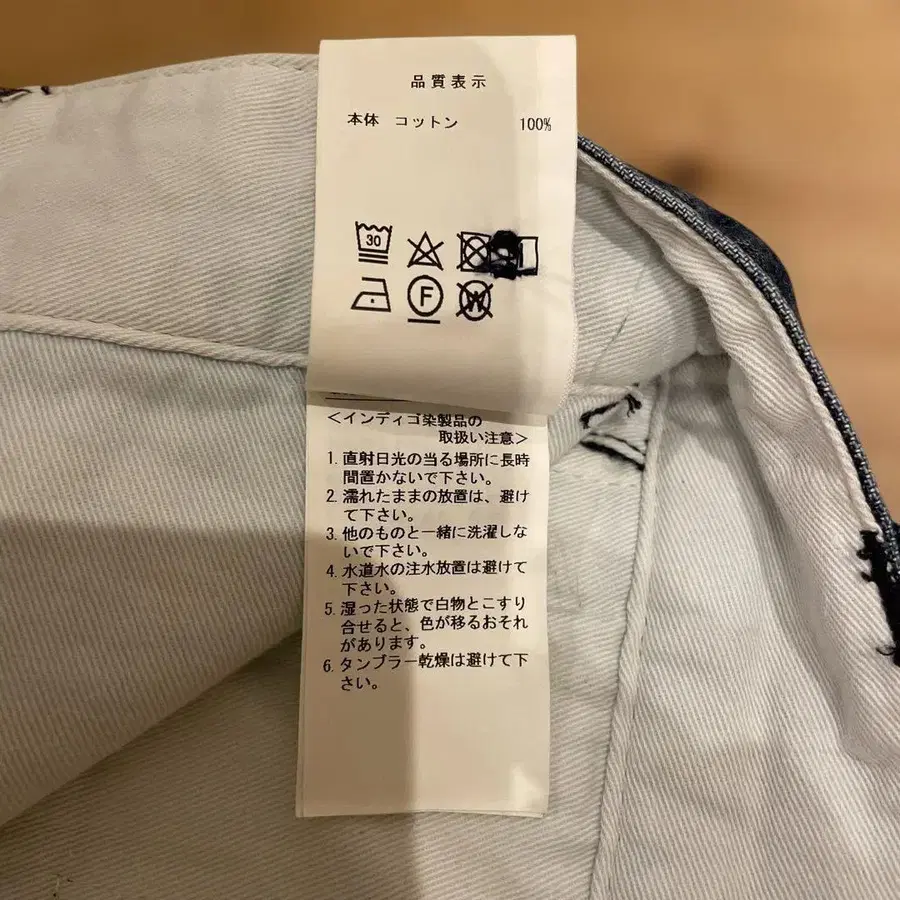 品質表示
本体 コットン 100%
30
F
W
<インディゴ染製品の
取扱い注意>
1. 直射日光の当る場所に長時
間置かないで下さい。
2. 濡れたままの放置は、避け
て下さい。
3. 他のものと一緒に洗濯しな
いで下さい。
4. 水道水の注水放置は避けて
下さい。
5. 湿った状態で白物とこすり
合せると、色が移るおそれ
があります。
6. タンブラー乾燥は避けて下
さい。